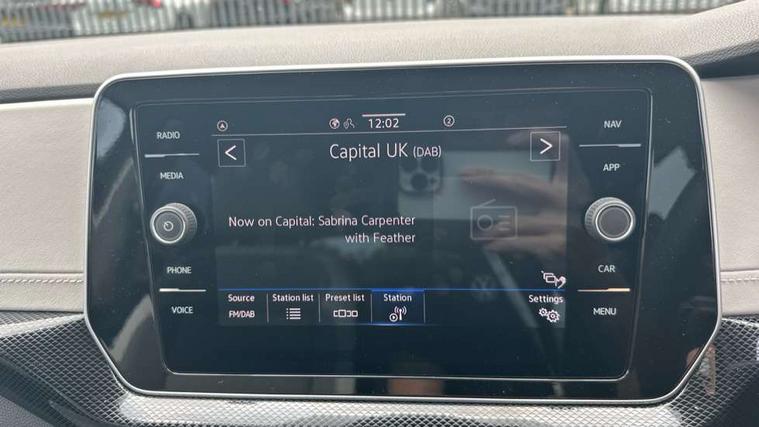 12:02
2
RADIO
NAV
Capital UK (DAB)
MEDIA
APP
Now on Capital: Sabrina Carpenter
with Feather
PHONE
CAR
Source
Station list
Preset list
Station
Settings
FM/DAB
VOICE
MENU